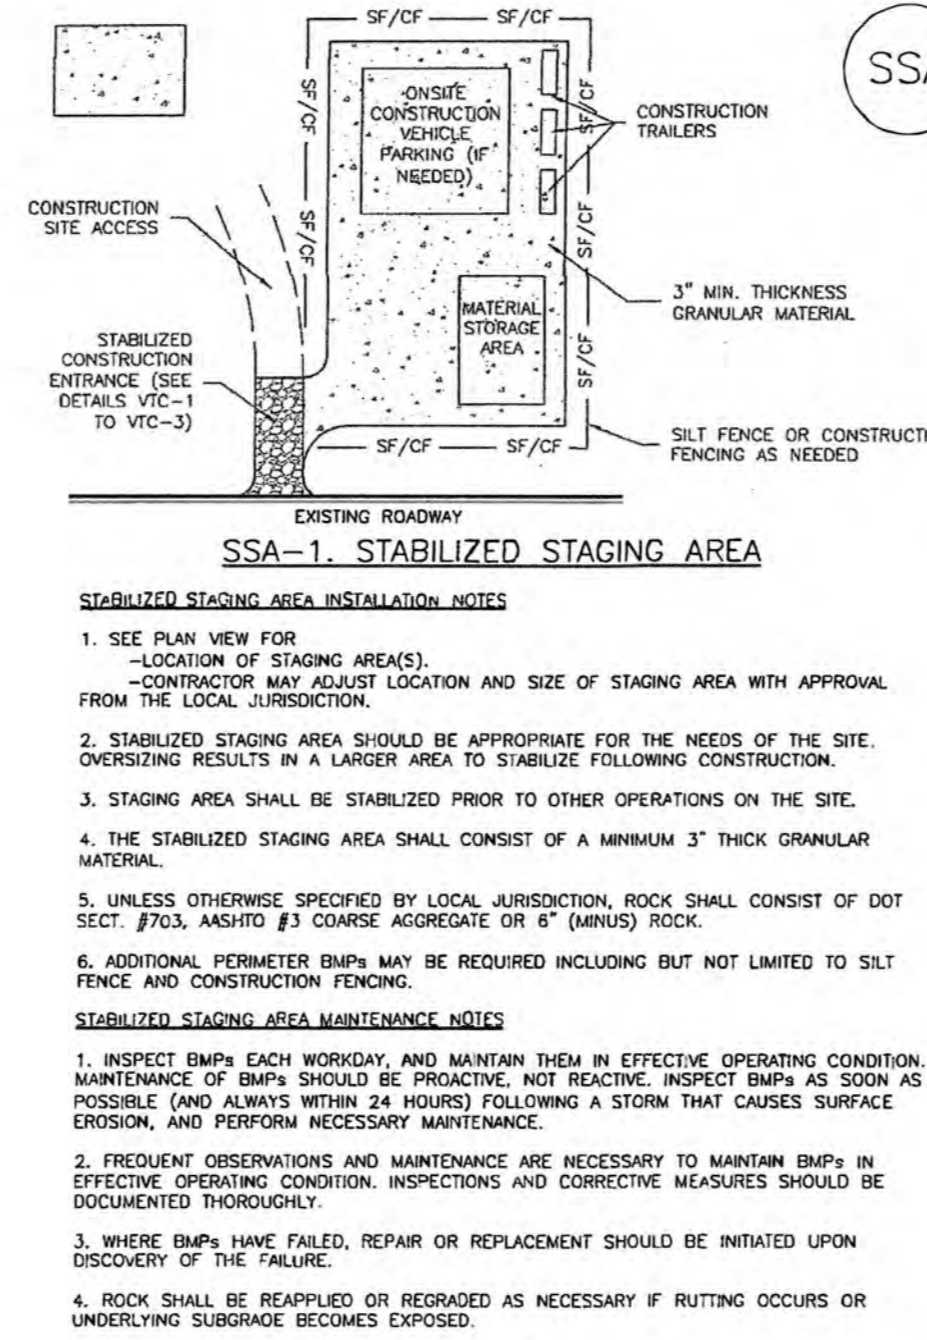 SF/CF SF/CF
SSA
SF/CF
SF/CF
ONSITE
CONSTRUCTION
VEHICLE
PARKING (IF
NEEDED)
CONSTRUCTION
TRAILERS
CONSTRUCTION
SITE ACCESS
SF/CF
SF/CF
3" MIN. THICKNESS
GRANULAR MATERIAL
MATERIAL
STORAGE
AREA
STABILIZED
CONSTRUCTION
ENTRANCE (SEE
DETAILS VTC-1
TO VTC-3)
SF/CF
SF/CF SF/CF
SILT FENCE OR CONSTRUCTI
FENCING AS NEEDED
EXISTING ROADWAY
SSA-1. STABILIZED STAGING AREA
STABILIZED STAGING AREA INSTALLATION NOTES
1. SEE PLAN VIEW FOR
-LOCATION OF STAGING AREA(S).
-CONTRACTOR MAY ADJUST LOCATION AND SIZE OF STAGING AREA WITH APPROVAL
FROM THE LOCAL JURISDICTION.
2. STABILIZED STAGING AREA SHOULD BE APPROPRIATE FOR THE NEEDS OF THE SITE.
OVERSIZING RESULTS IN A LARGER AREA TO STABILIZE FOLLOWING CONSTRUCTION.
3. STAGING AREA SHALL BE STABILIZED PRIOR TO OTHER OPERATIONS ON THE SITE.
4. THE STABILIZED STAGING AREA SHALL CONSIST OF A MINIMUM 3" THICK GRANULAR
MATERIAL.
5. UNLESS OTHERWISE SPECIFIED BY LOCAL JURISDICTION, ROCK SHALL CONSIST OF DOT
SECT. #703, AASHTO #3 COARSE AGGREGATE OR 6" (MINUS) ROCK.
6. ADDITIONAL PERIMETER BMPs MAY BE REQUIRED INCLUDING BUT NOT LIMITED TO SILT
FENCE AND CONSTRUCTION FENCING.
STABILIZED STAGING AREA MAINTENANCE NOTES
1. INSPECT BMPs EACH WORKDAY, AND MAINTAIN THEM IN EFFECTIVE OPERATING CONDITION.
MAINTENANCE OF BMPs SHOULD BE PROACTIVE, NOT REACTIVE. INSPECT BMPs AS SOON AS
POSSIBLE (AND ALWAYS WITHIN 24 HOURS) FOLLOWING A STORM THAT CAUSES SURFACE
EROSION, AND PERFORM NECESSARY MAINTENANCE.
2. FREQUENT OBSERVATIONS AND MAINTENANCE ARE NECESSARY TO MAINTAIN BMPs IN
EFFECTIVE OPERATING CONDITION. INSPECTIONS AND CORRECTIVE MEASURES SHOULD BE
DOCUMENTED THOROUGHLY.
3. WHERE BMPs HAVE FAILED, REPAIR OR REPLACEMENT SHOULD BE INITIATED UPON
DISCOVERY OF THE FAILURE.
4. ROCK SHALL BE REAPPLIED OR REGRADED AS NECESSARY IF RUTTING OCCURS OR
UNDERLYING SUBGRADE BECOMES EXPOSED.